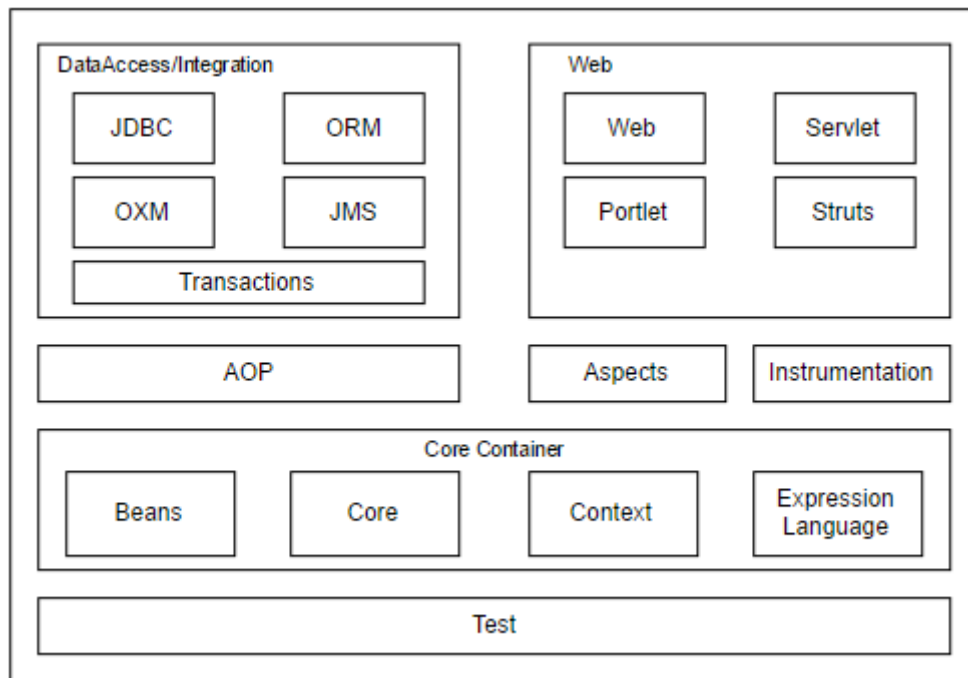 DataAccess/Integration
JDBC
ORM
OXM
JMS
Transactions
Web
Web
Servlet
Portlet
Struts
AOP
Aspects
Instrumentation
Core Container
Beans
Core
Context
Expression
Language
Test